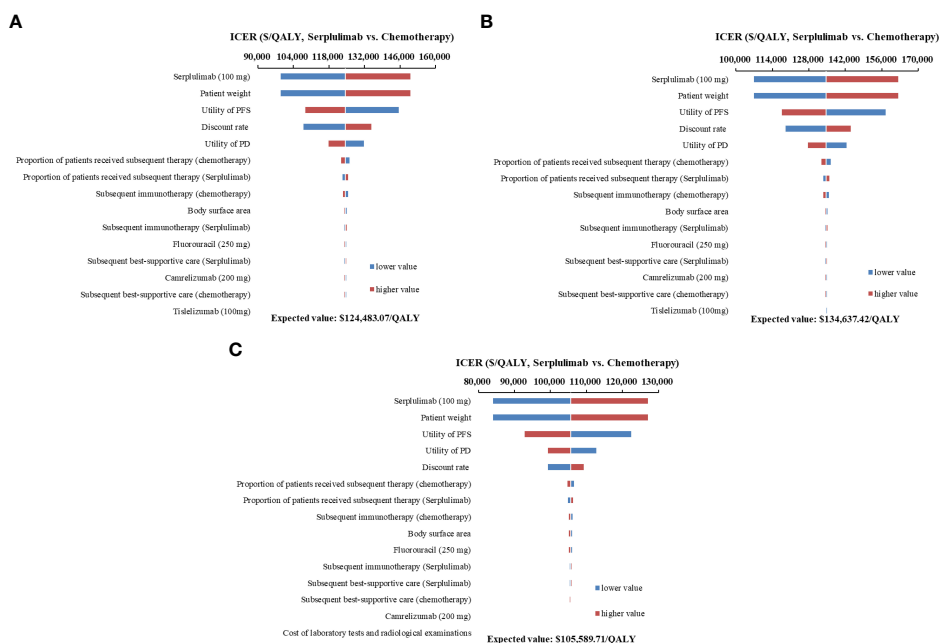 A
ICER ($/QALY, Serplulimab vs. Chemotherapy)
90,000 104,000 118,000 132,000 146,000 160,000
Serplulimab (100 mg)
Patient weight
Utility of PFS
Discount rate
Utility of PD
Proportion of patients received subsequent therapy (chemotherapy)
Proportion of patients received subsequent therapy (Serplulimab)
Subsequent immunotherapy (chemotherapy)
Body surface area
Subsequent immunotherapy (Serplulimab)
Fluorouracil (250 mg)
Subsequent best-supportive care (Serplulimab)
Camrelizumab (200 mg)
Subsequent best-supportive care (chemotherapy)
Tislelizumab (100mg)
lower value
higher value
Expected value: $124,483.07/QALY
B
ICER ($/QALY, Serplulimab vs. Chemotherapy)
100,000 114,000 128,000 142,000 156,000 170,000
Serplulimab (100 mg)
Patient weight
Utility of PFS
Discount rate
Utility of PD
Proportion of patients received subsequent therapy (chemotherapy)
Proportion of patients received subsequent therapy (Serplulimab)
Subsequent immunotherapy (chemotherapy)
Body surface area
Subsequent immunotherapy (Serplulimab)
Fluorouracil (250 mg)
Subsequent best-supportive care (Serplulimab)
Camrelizumab (200 mg)
Subsequent best-supportive care (chemotherapy)
Tislelizumab (100mg)
lower value
higher value
Expected value: $134,637.42/QALY
C
ICER ($/QALY, Serplulimab vs. Chemotherapy)
80,000 90,000 100,000 110,000 120,000 130,000
Serplulimab (100 mg)
Patient weight
Utility of PFS
Utility of PD
Discount rate
Proportion of patients received subsequent therapy (chemotherapy)
Proportion of patients received subsequent therapy (Serplulimab)
Subsequent immunotherapy (chemotherapy)
Body surface area
Fluorouracil (250 mg)
Subsequent immunotherapy (Serplulimab)
Subsequent best-supportive care (Serplulimab)
Subsequent best-supportive care (chemotherapy)
Camrelizumab (200 mg)
Cost of laboratory tests and radiological examinations
lower value
higher value
Expected value: $105,589.71/QALY